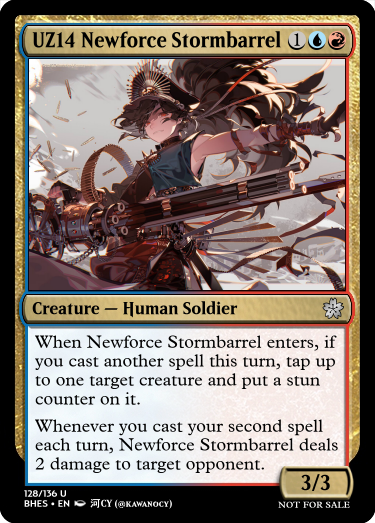 UZ14 Newforce Stormbarrel 1
Creature — Human Soldier
When Newforce Stormbarrel enters, if
you cast another spell this turn, tap up
to one target creature and put a stun
counter on it.
Whenever you cast your second spell
each turn, Newforce Stormbarrel deals
2 damage to target opponent.
3/3
128/136 U
BHES • EN 河CY (@KAWANOCY)
NOT FOR SALE